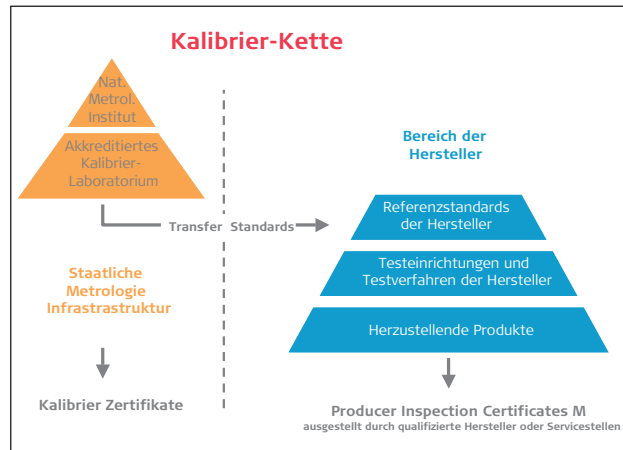 Kalibrier-Kette
Nat.
Metrol.
Institut
Akkreditiertes
Kalibrier-
Laboratorium
Bereich der
Hersteller
Referenzstandards
der Hersteller
Transfer Standards
Testeinrichtungen und
Testverfahren der Hersteller
Staatliche
Metrologie
Infrastrastruktur
Herzustellende Produkte
Kalibrier Zertifikate
Producer Inspection Certificates M
ausgestellt durch qualifizierte Hersteller oder Servicestellen